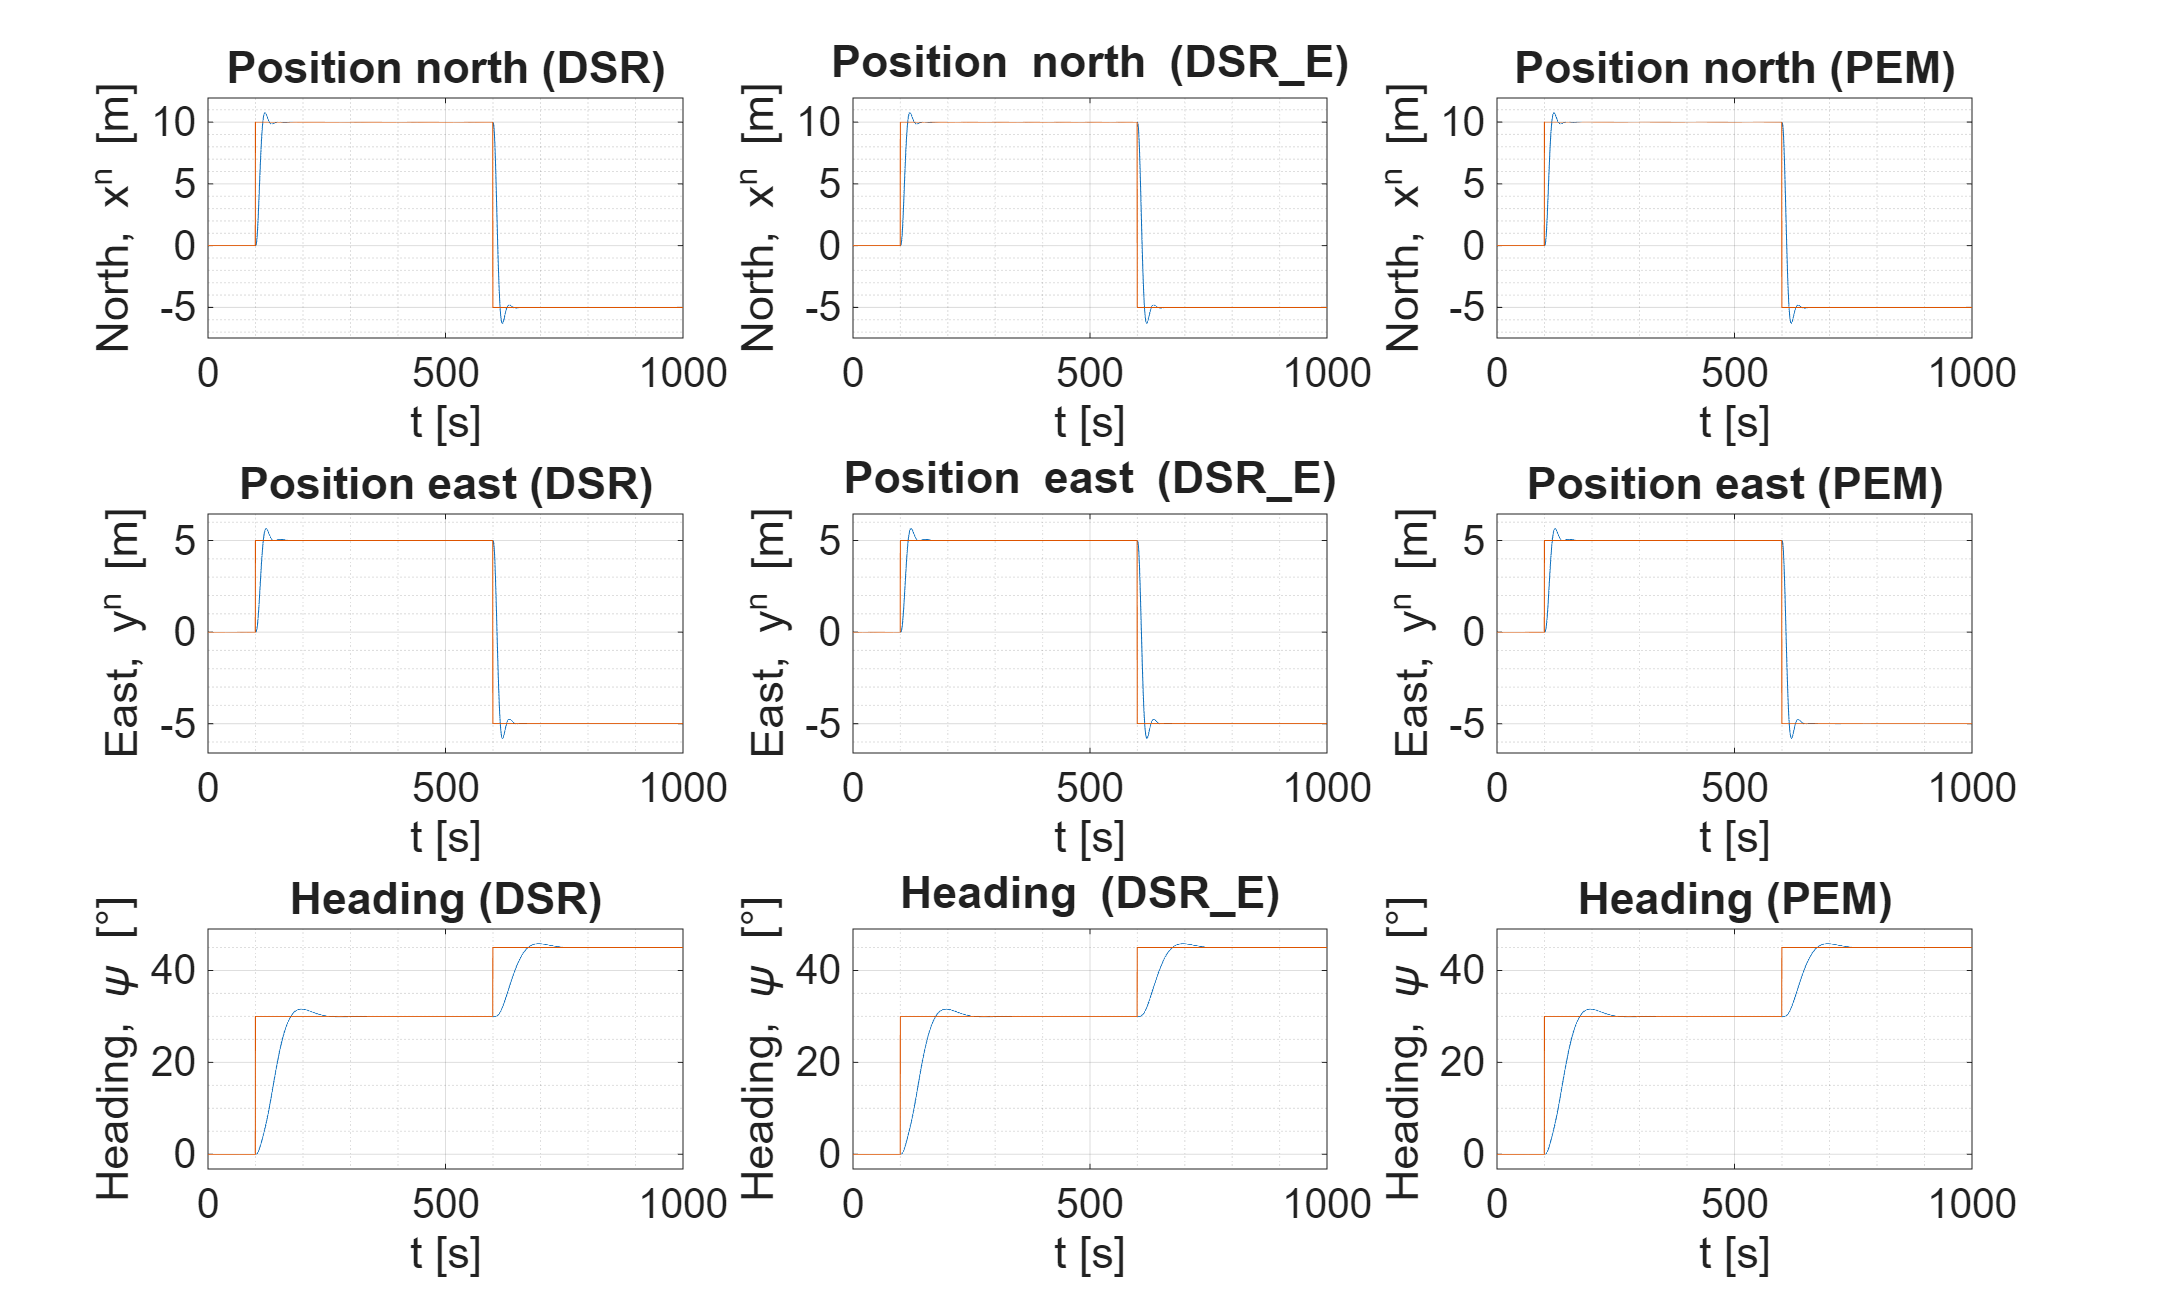 Position north (DSR)
North, xⁿ [m]
10
5
0
-5
0 500 1000
t [s]
Position north (DSR_E)
North, xⁿ [m]
10
5
0
-5
0 500 1000
t [s]
Position north (PEM)
North, xⁿ [m]
10
5
0
-5
0 500 1000
t [s]
Position east (DSR)
East, yⁿ [m]
5
0
-5
0 500 1000
t [s]
Position east (DSR_E)
East, yⁿ [m]
5
0
-5
0 500 1000
t [s]
Position east (PEM)
East, yⁿ [m]
5
0
-5
0 500 1000
t [s]
Heading (DSR)
Heading, ψ [°]
40
20
0
0 500 1000
t [s]
Heading (DSR_E)
Heading, ψ [°]
40
20
0
0 500 1000
t [s]
Heading (PEM)
Heading, ψ [°]
40
20
0
0 500 1000
t [s]